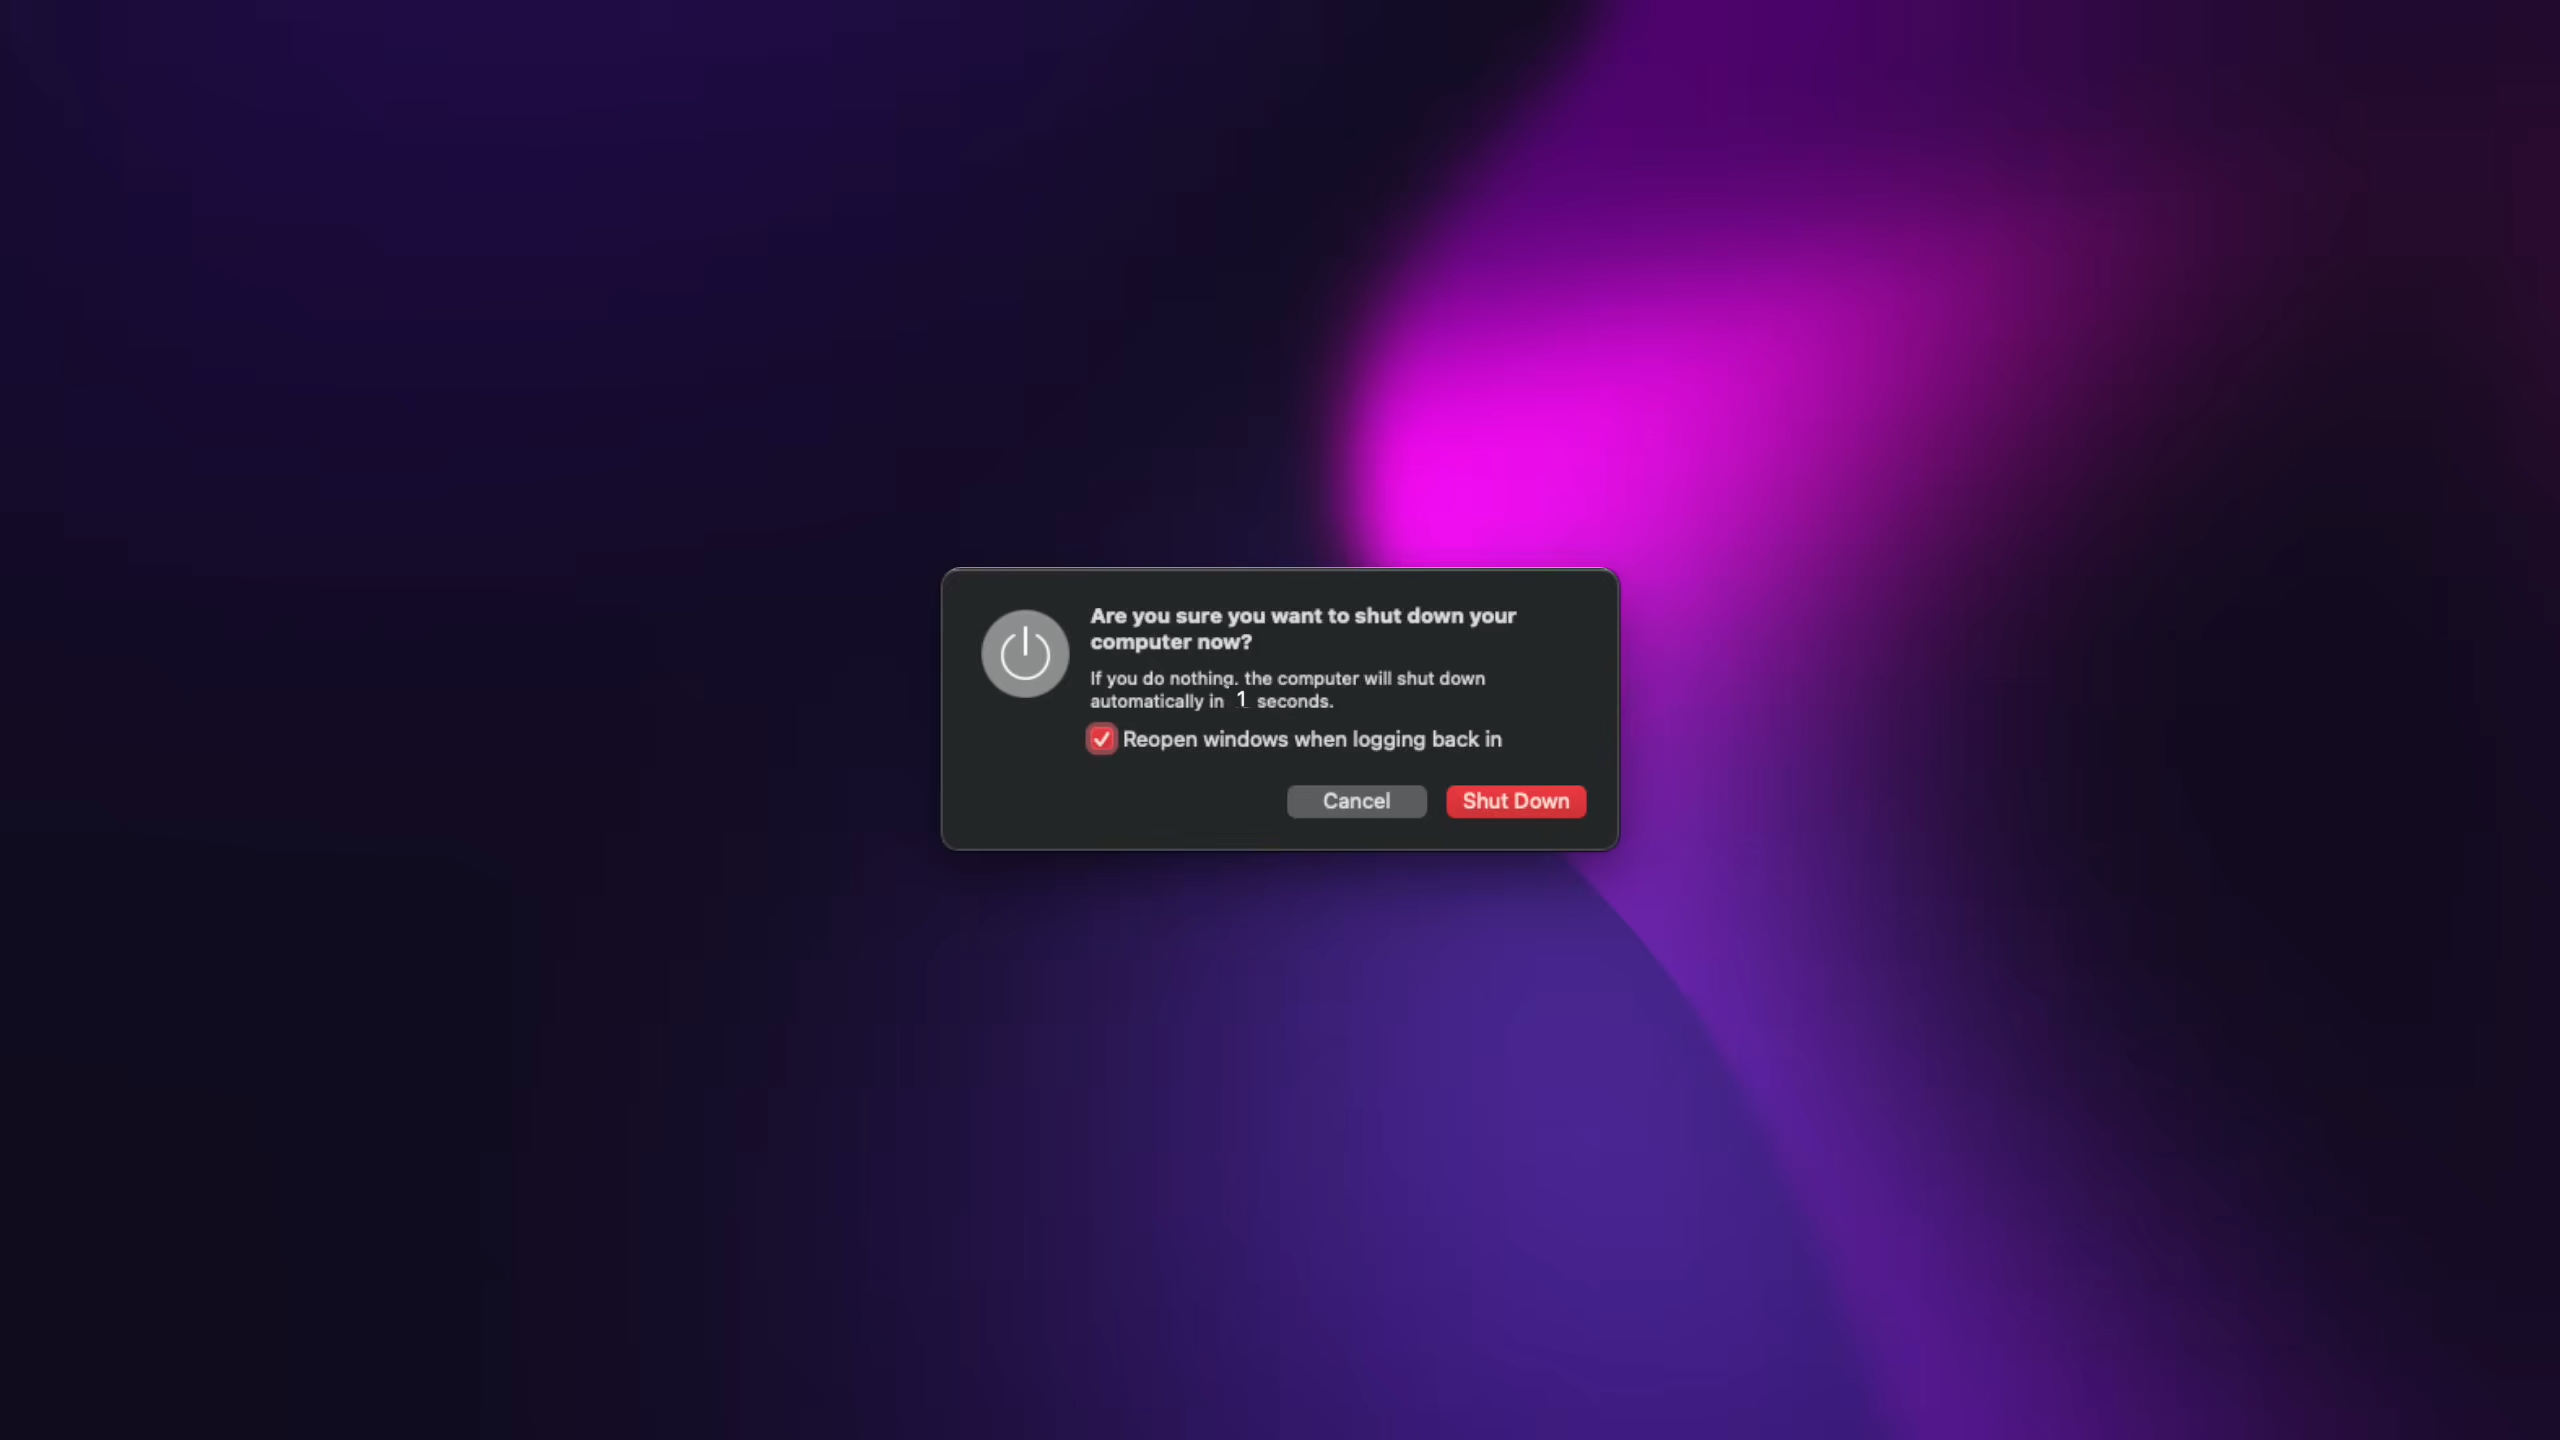 Are you sure you want to shut down your
computer now?
If you do nothing. the computer will shut down
automatically in 1 seconds.
Reopen windows when logging back in
Cancel
Shut Down